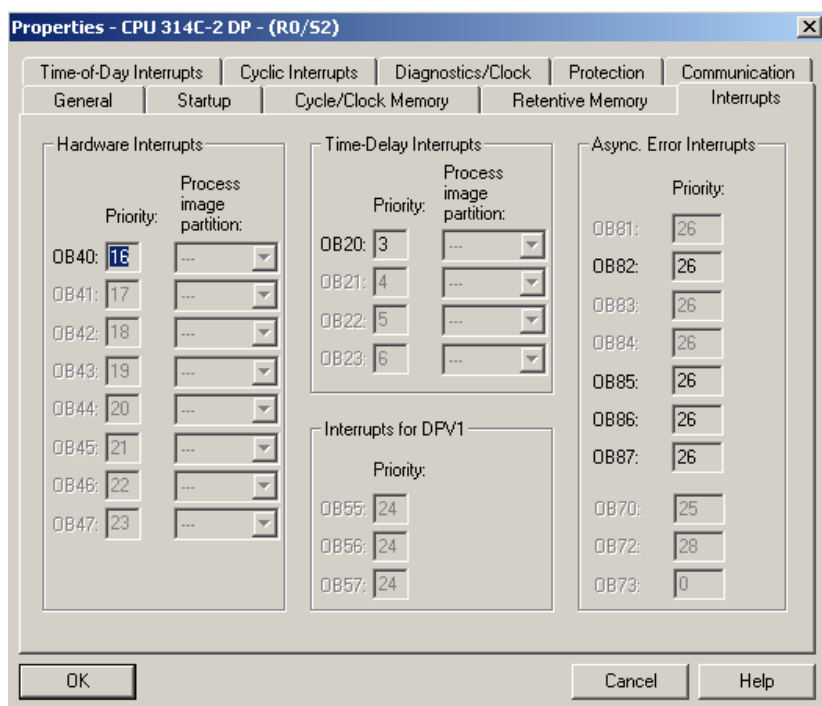 Properties - CPU 314C-2 DP - (R0/S2)
Time-of-Day Interrupts Cyclic Interrupts Diagnostics/Clock Protection Communication
General Startup Cycle/Clock Memory Retentive Memory Interrupts
Hardware Interrupts
Priority: Process image partition:
OB40: 16 ---
OB41: 17 ---
OB42: 18 ---
OB43: 19 ---
OB44: 20 ---
OB45: 21 ---
OB46: 22 ---
OB47: 23 ---
Time-Delay Interrupts
Priority: Process image partition:
OB20: 3 ---
OB21: 4 ---
OB22: 5 ---
OB23: 6 ---
Interrupts for DPV1
Priority:
OB55: 24
OB56: 24
OB57: 24
Async. Error Interrupts
Priority:
OB81: 26
OB82: 26
OB83: 26
OB84: 26
OB85: 26
OB86: 26
OB87: 26
OB70: 25
OB72: 28
OB73: 0
OK Cancel Help